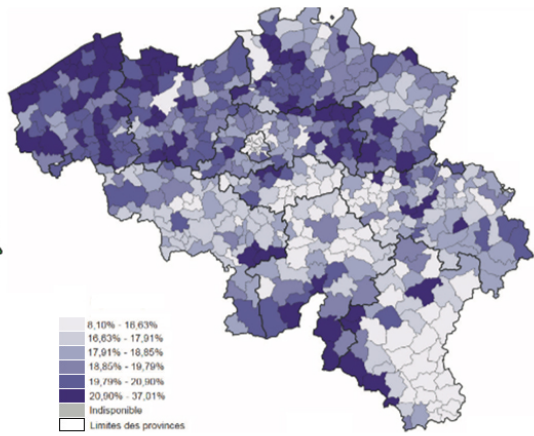 8,10% - 16,63%
16,63% - 17,91%
17,91% - 18,85%
18,85% - 19,79%
19,79% - 20,90%
20,90% - 37,01%
Indisponible
Limites des provinces